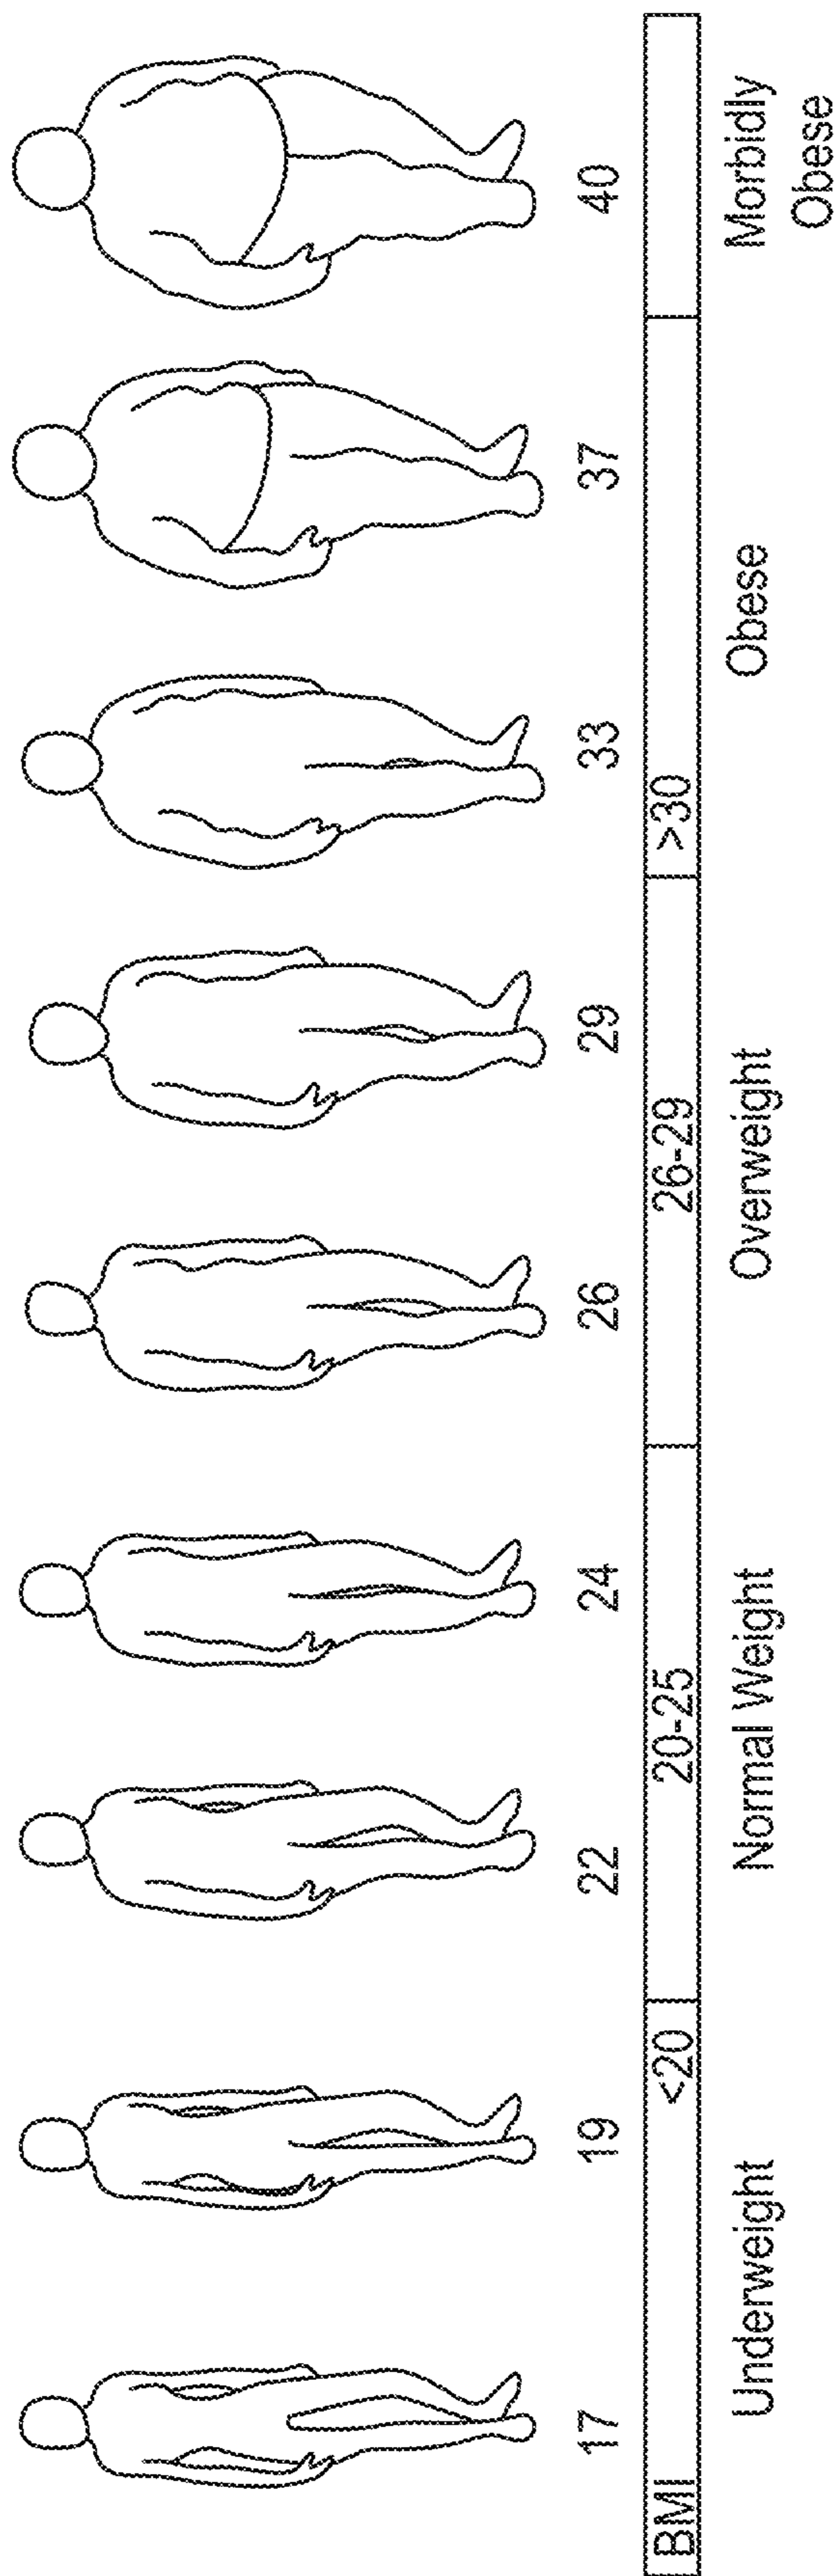 17 19 22 24 26 29 33 37 40
BMI <20 20-25 26-29 >30
Underweight Normal Weight Overweight Obese Morbidly
Obese